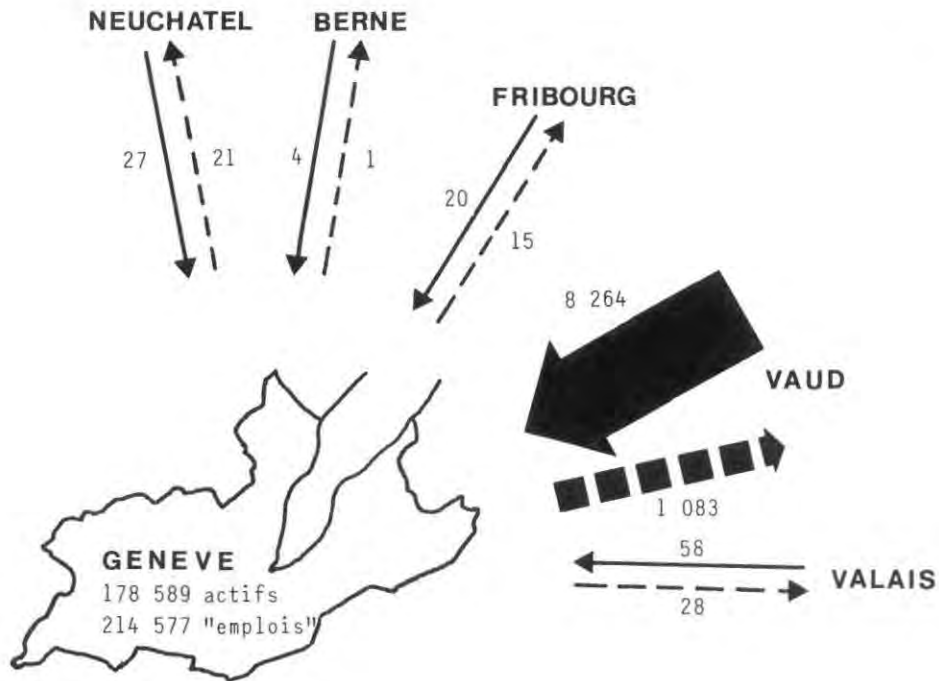 NEUCHATEL
BERNE
FRIBOURG
27
21
4
1
20
15
8 264
VAUD
1 083
GENEVE
178 589 actifs
214 577 "emplois"
58
VALAIS
28